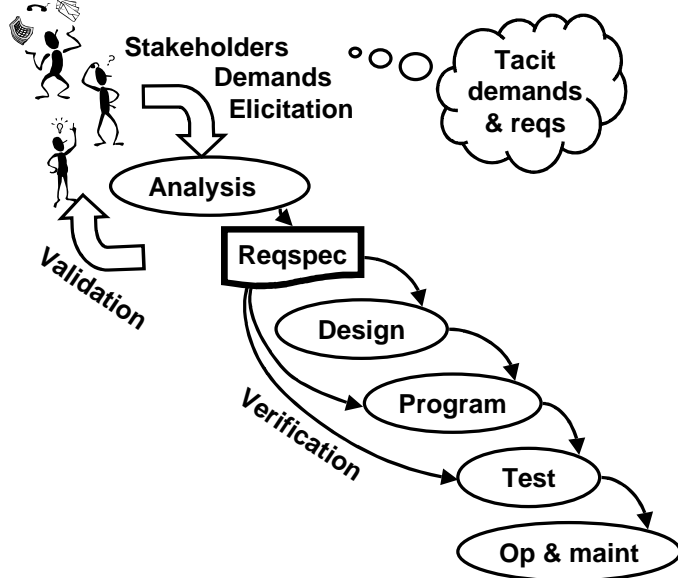 ?
Stakeholders
Demands
Elicitation
Tacit
demands
& reqs
Analysis
Reqspec
Validation
Design
Program
Verification
Test
Op & maint